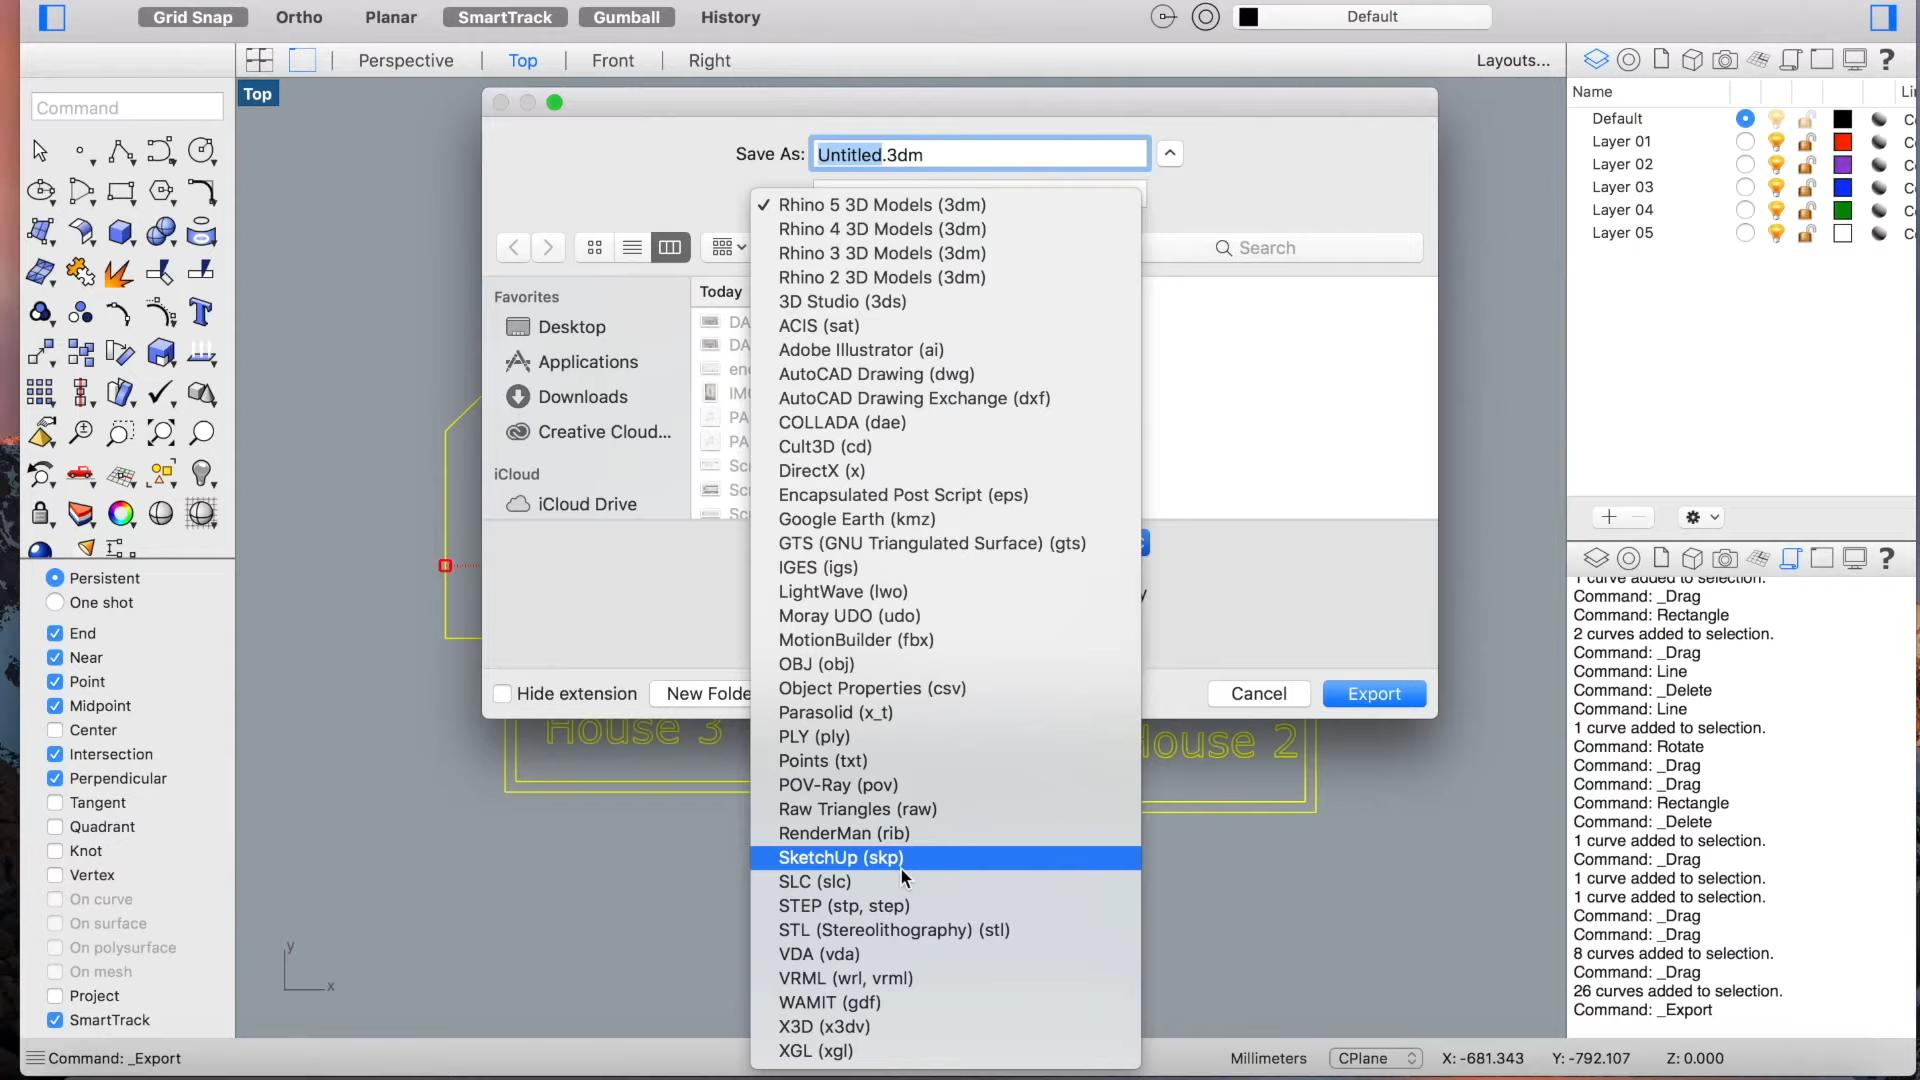 Grid Snap Ortho Planar SmartTrack Gumball History Default
Perspective Top Front Right Layouts...
Top
Command
Persistent
One shot
End
Near
Point
Midpoint
Center
Intersection
Perpendicular
Tangent
Quadrant
Knot
Vertex
On curve
On surface
On polysurface
On mesh
Project
SmartTrack
Save As: Untitled.3dm
Search
Favorites
Desktop
Applications
Downloads
Creative Cloud...
iCloud
iCloud Drive
Today
Rhino 5 3D Models (3dm)
Rhino 4 3D Models (3dm)
Rhino 3 3D Models (3dm)
Rhino 2 3D Models (3dm)
3D Studio (3ds)
ACIS (sat)
Adobe Illustrator (ai)
AutoCAD Drawing (dwg)
AutoCAD Drawing Exchange (dxf)
COLLADA (dae)
Cult3D (cd)
DirectX (x)
Encapsulated Post Script (eps)
Google Earth (kmz)
GTS (GNU Triangulated Surface) (gts)
IGES (igs)
LightWave (lwo)
Moray UDO (udo)
MotionBuilder (fbx)
OBJ (obj)
Object Properties (csv)
Parasolid (x_t)
PLY (ply)
Points (txt)
POV-Ray (pov)
Raw Triangles (raw)
RenderMan (rib)
SketchUp (skp)
SLC (slc)
STEP (stp, step)
STL (Stereolithography) (stl)
VDA (vda)
VRML (wrl, vrml)
WAMIT (gdf)
X3D (x3dv)
XGL (xgl)
Hide extension New Folde Cancel Export
House 3 House 2
y
x
Name
Default
Layer 01
Layer 02
Layer 03
Layer 04
Layer 05
1 curve added to selection.
Command: _Drag
Command: Rectangle
2 curves added to selection.
Command: _Drag
Command: Line
Command: _Delete
Command: Line
1 curve added to selection.
Command: Rotate
Command: _Drag
Command: _Drag
Command: Rectangle
Command: _Delete
1 curve added to selection.
Command: _Drag
1 curve added to selection.
1 curve added to selection.
Command: _Drag
Command: _Drag
8 curves added to selection.
Command: _Drag
26 curves added to selection.
Command: _Export
Command: _Export Millimeters CPlane X: -681.343 Y: -792.107 Z: 0.000